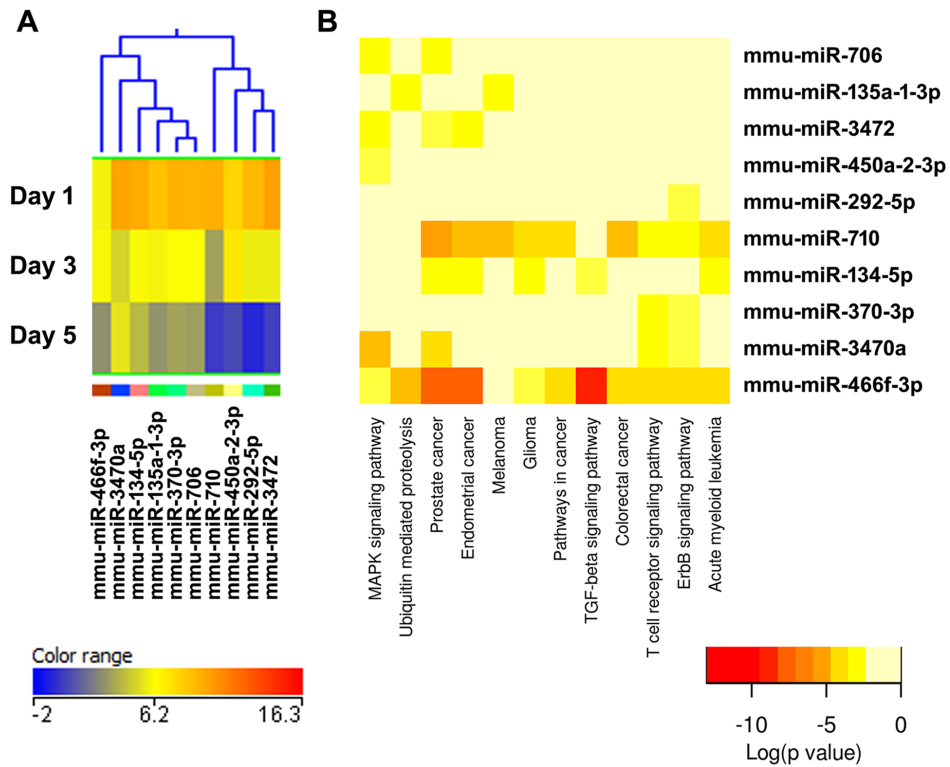 A
B
Day 1
Day 3
Day 5
mmu-miR-466f-3p
mmu-miR-3470a
mmu-miR-134-5p
mmu-miR-135a-1-3p
mmu-miR-370-3p
mmu-miR-706
mmu-miR-710
mmu-miR-450a-2-3p
mmu-miR-292-5p
mmu-miR-3472
Color range
-2 6.2 16.3
mmu-miR-706
mmu-miR-135a-1-3p
mmu-miR-3472
mmu-miR-450a-2-3p
mmu-miR-292-5p
mmu-miR-710
mmu-miR-134-5p
mmu-miR-370-3p
mmu-miR-3470a
mmu-miR-466f-3p
MAPK signaling pathway
Ubiquitin mediated proteolysis
Prostate cancer
Endometrial cancer
Melanoma
Glioma
Pathways in cancer
TGF-beta signaling pathway
Colorectal cancer
T cell receptor signaling pathway
ErbB signaling pathway
Acute myeloid leukemia
-10 -5 0
Log(p value)